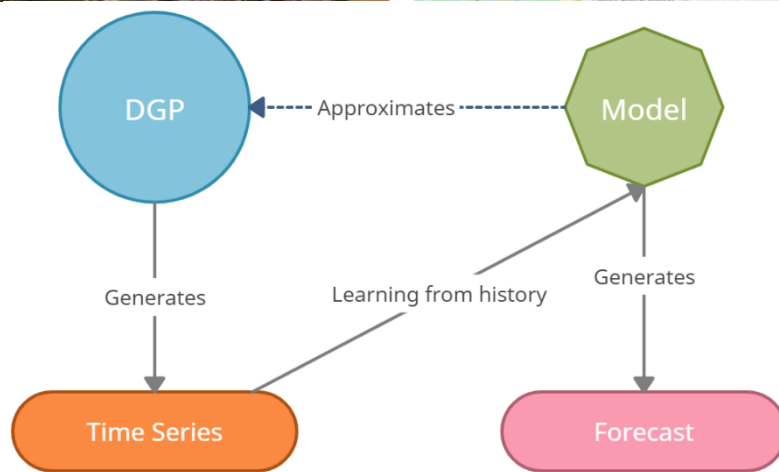 DGP
Approximates
Model
Generates
Learning from history
Generates
Time Series
Forecast